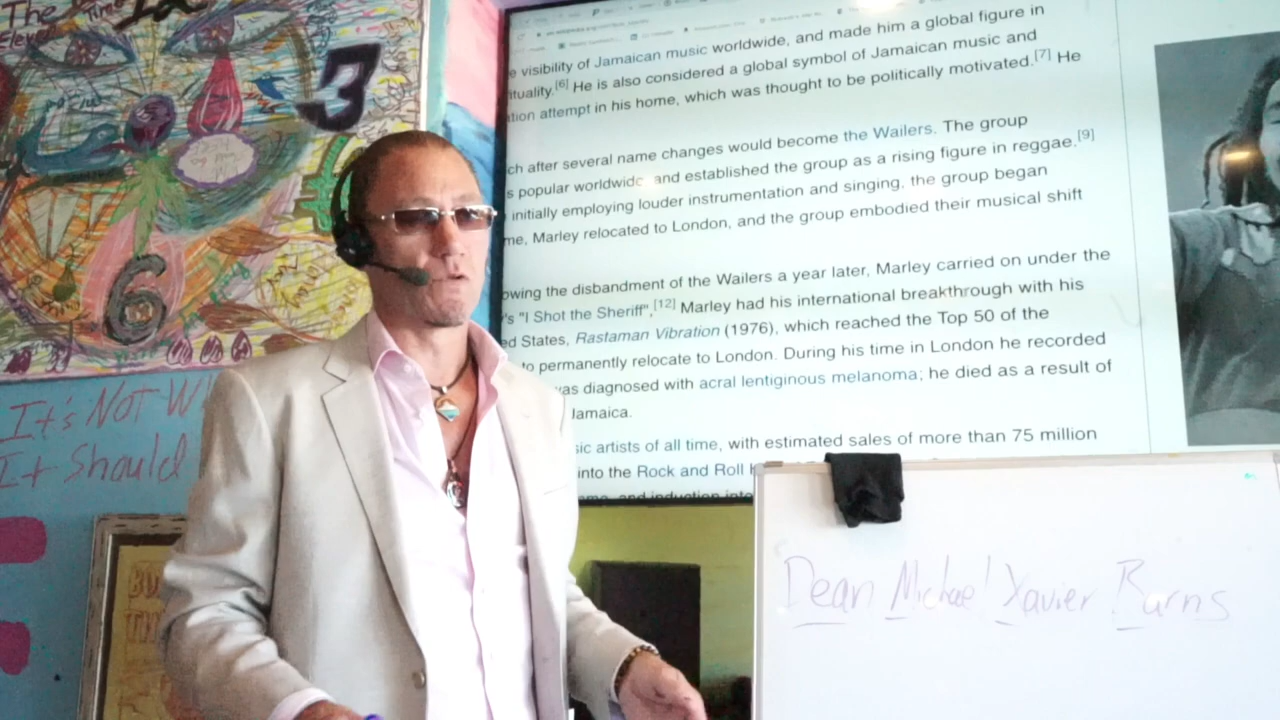 The
Time
12
Eleven
3
6
It's Not W
It Should
e visibility of Jamaican music worldwide, and made him a global figure in
ituality.[6] He is also considered a global symbol of Jamaican music and
tion attempt in his home, which was thought to be politically motivated.[7] He
ch after several name changes would become the Wailers. The group
s popular worldwide and established the group as a rising figure in reggae.[9]
initially employing louder instrumentation and singing, the group began
me, Marley relocated to London, and the group embodied their musical shift
owing the disbandment of the Wailers a year later, Marley carried on under the
's "I Shot the Sheriff",[12] Marley had his international breakthrough with his
ed States, Rastaman Vibration (1976), which reached the Top 50 of the
to permanently relocate to London. During his time in London he recorded
was diagnosed with acral lentiginous melanoma; he died as a result of
Jamaica.
sic artists of all time, with estimated sales of more than 75 million
into the Rock and Roll
and induction into
Dean Michael Xavier Barns